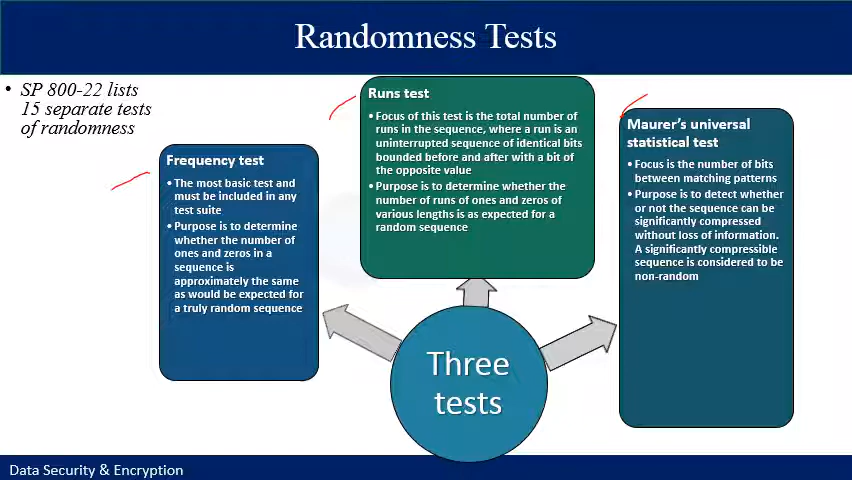 Randomness Tests
• SP 800-22 lists
15 separate tests
of randomness
Frequency test
• The most basic test and
must be included in any
test suite
• Purpose is to determine
whether the number of
ones and zeros in a
sequence is
approximately the same
as would be expected for
a truly random sequence
Runs test
• Focus of this test is the total number of
runs in the sequence, where a run is an
uninterrupted sequence of identical bits
bounded before and after with a bit of
the opposite value
• Purpose is to determine whether the
number of runs of ones and zeros of
various lengths is as expected for a
random sequence
Maurer's universal
statistical test
• Focus is the number of bits
between matching patterns
• Purpose is to detect whether
or not the sequence can be
significantly compressed
without loss of information.
A significantly compressible
sequence is considered to be
non-random
Three
tests
Data Security & Encryption